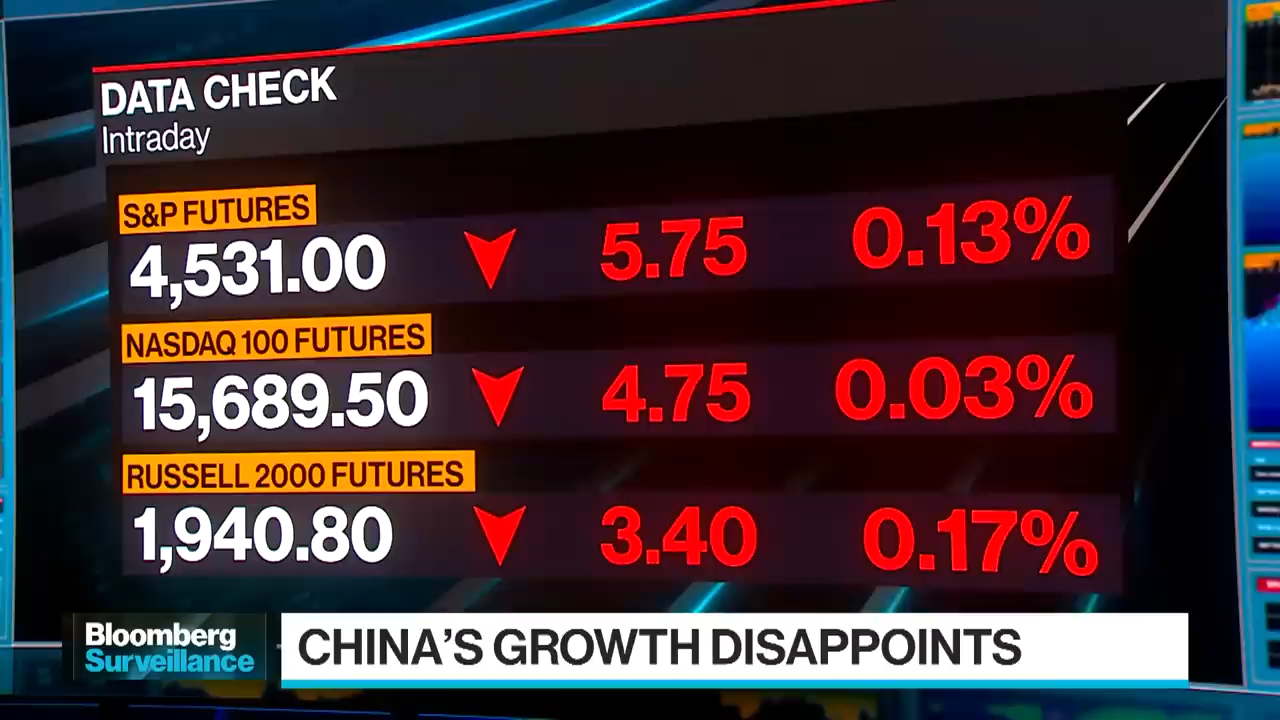 DATA CHECK
Intraday
S&P FUTURES
4,531.00 5.75 0.13%
NASDAQ 100 FUTURES
15,689.50 4.75 0.03%
RUSSELL 2000 FUTURES
1,940.80 3.40 0.17%
Bloomberg
Surveillance
CHINA'S GROWTH DISAPPOINTS